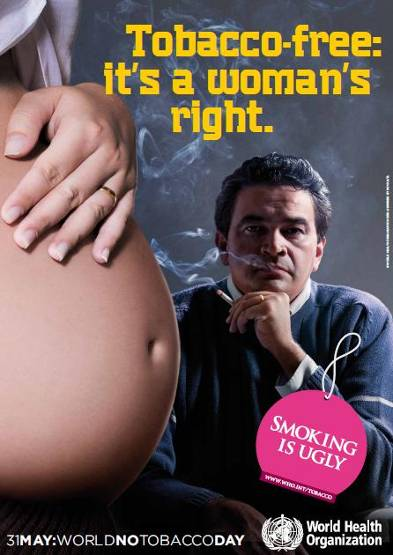 Tobacco-free:
it's a woman's
right.
SMOKING
IS UGLY
WWW.WHO.INT/TOBACCO
31MAY:WORLDNOTOBACCODAY
World Health
Organization